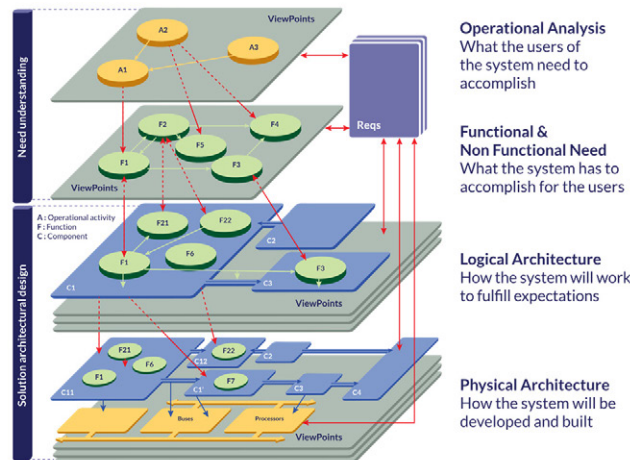 Need understanding
ViewPoints
A2
A3
A1
Reqs
Operational Analysis
What the users of
the system need to
accomplish
F2
F4
F5
F1
F3
ViewPoints
Functional &
Non Functional Need
What the system has to
accomplish for the users
Solution architectural design
A : Operational activity
F : Function
C : Component
F21
F22
C2
F6
F1
F3
C1
C3
ViewPoints
Logical Architecture
How the system will work
to fulfill expectations
F21
F22
C2
F6
C12
F1
F7
C3
C4
C11
C1'
Buses
Processors
ViewPoints
Physical Architecture
How the system will be
developed and built